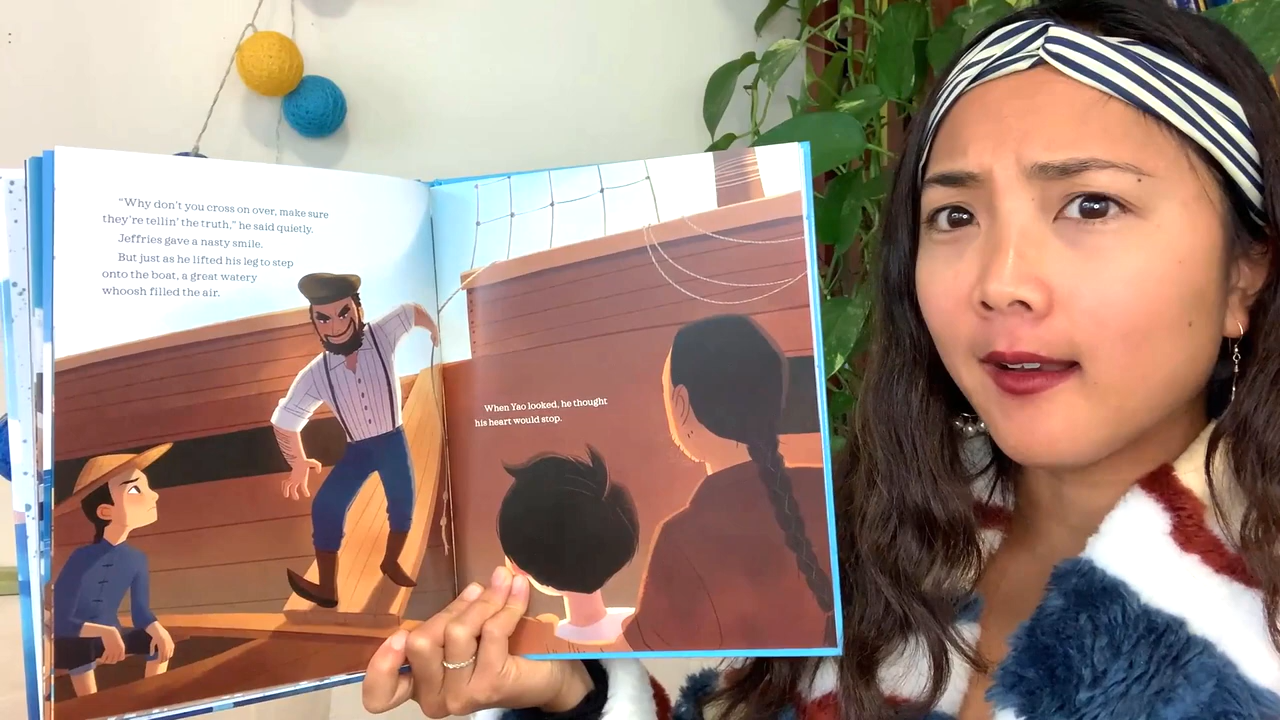 “Why don’t you cross on over, make sure
they’re tellin’ the truth,” he said quietly.
Jeffries gave a nasty smile.
But just as he lifted his leg to step
onto the boat, a great watery
whoosh filled the air.
When Yao looked, he thought
his heart would stop.